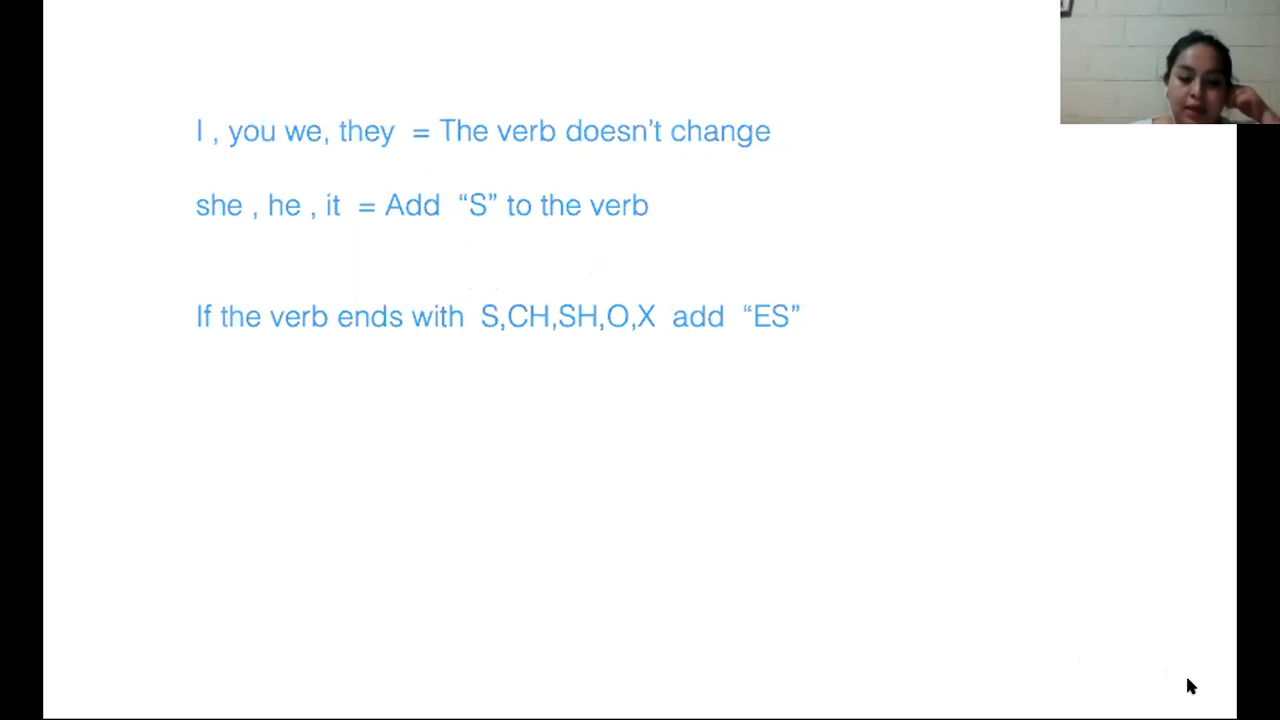 I , you we, they = The verb doesn’t change
she , he , it = Add “S” to the verb
If the verb ends with S,CH,SH,O,X add “ES”